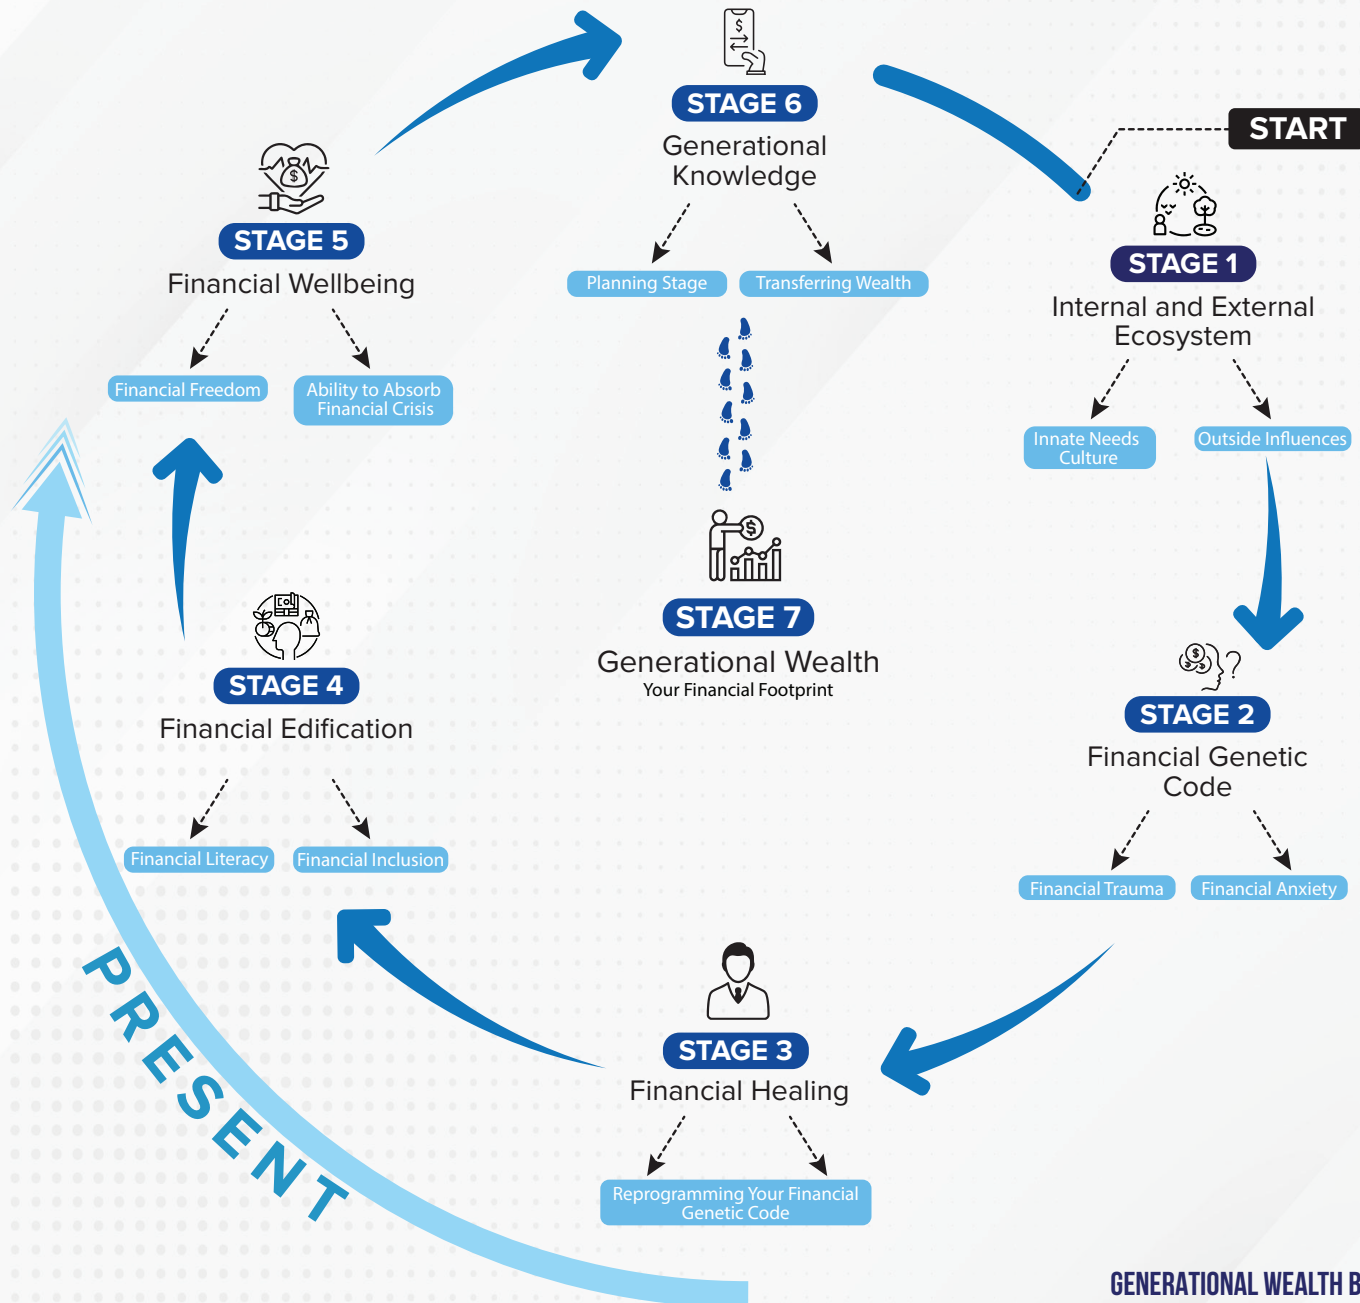 START
STAGE 1
Internal and External
Ecosystem
Innate Needs
Culture
Outside Influences
STAGE 2
Financial Genetic
Code
Financial Trauma
Financial Anxiety
STAGE 3
Financial Healing
Reprogramming Your Financial
Genetic Code
STAGE 4
Financial Edification
Financial Literacy
Financial Inclusion
STAGE 5
Financial Wellbeing
Financial Freedom
Ability to Absorb
Financial Crisis
STAGE 6
Generational
Knowledge
Planning Stage
Transferring Wealth
STAGE 7
Generational Wealth
Your Financial Footprint
PRESENT
GENERATIONAL WEALTH B